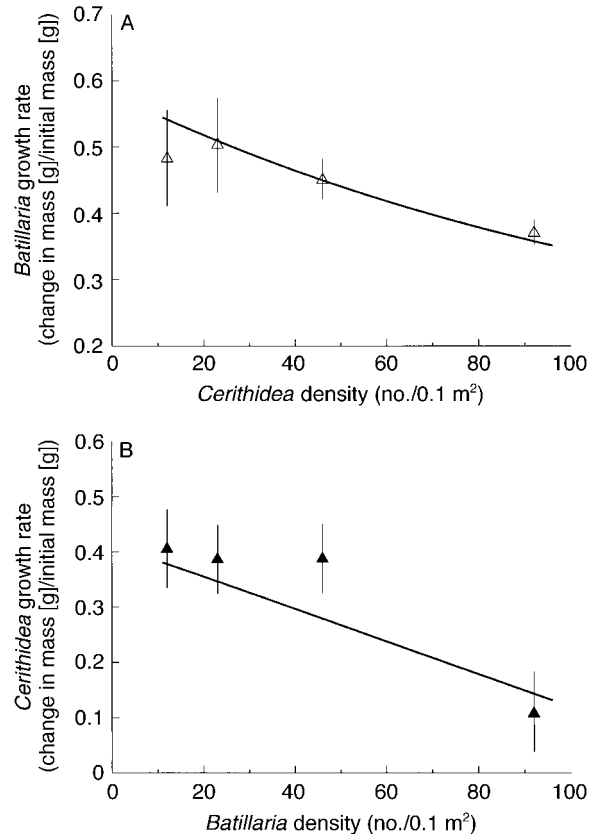 A
0.7
0.6
0.5
0.4
0.3
0.2
Batillaria growth rate
(change in mass [g]/initial mass [g])
0 20 40 60 80 100
Cerithidea density (no./0.1 m²)
B
0.6
0.5
0.4
0.3
0.2
0.1
0
Cerithidea growth rate
(change in mass [g]/initial mass [g])
0 20 40 60 80 100
Batillaria density (no./0.1 m²)